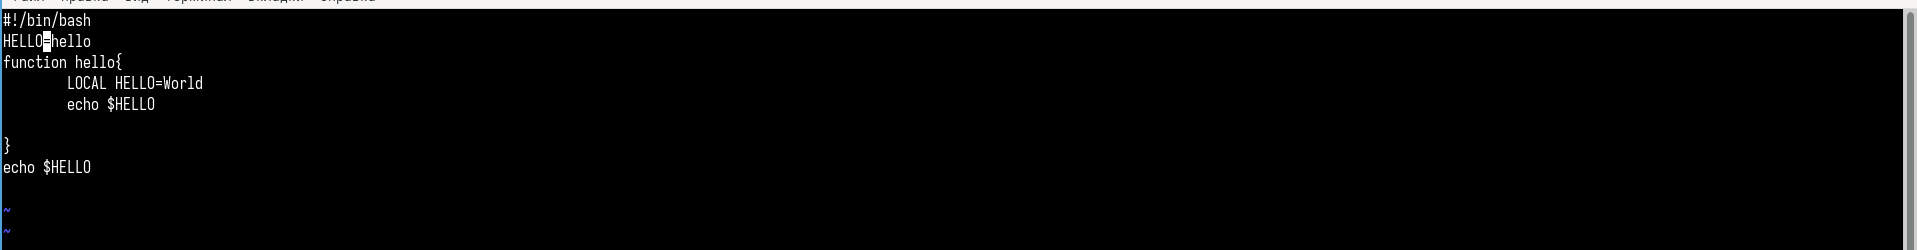 #!/bin/bash
HELLO=hello
function hello{
        LOCAL HELLO=World
        echo $HELLO
}
echo $HELLO
~
~